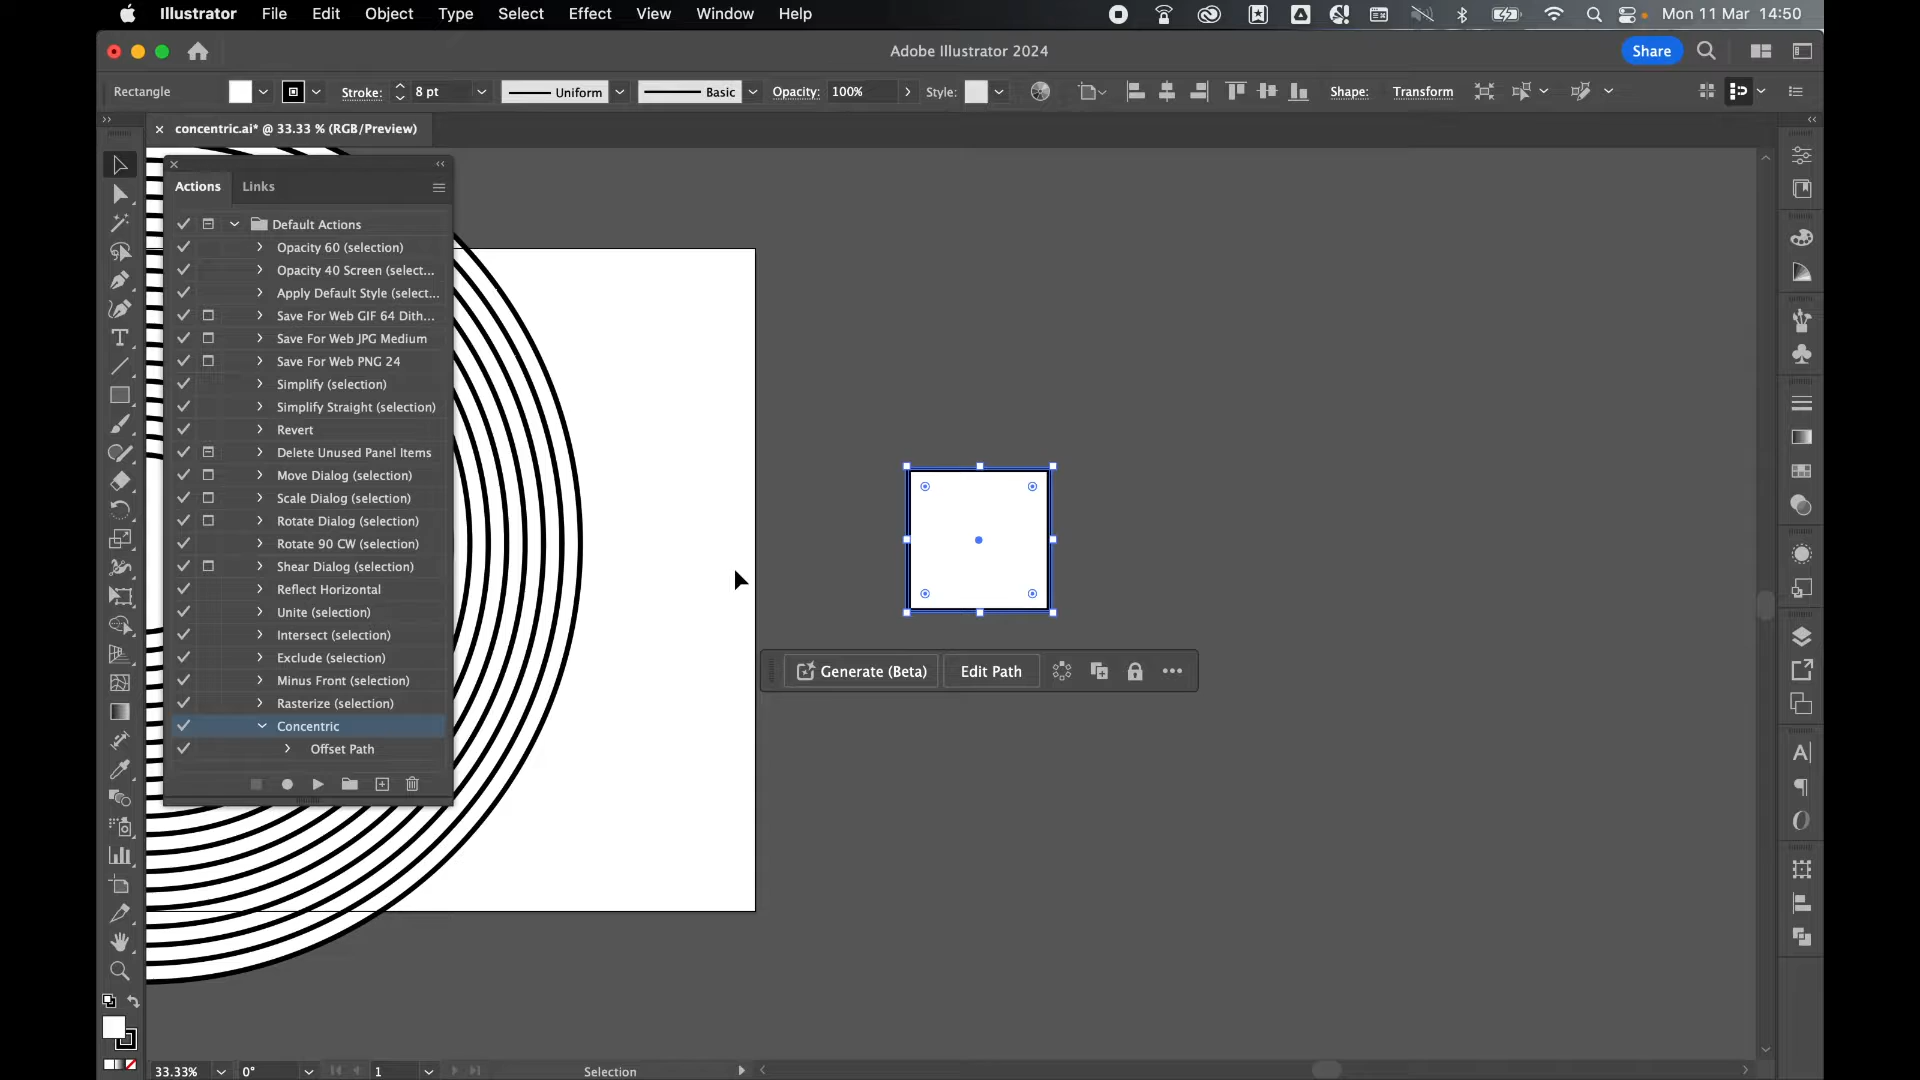 Illustrator File Edit Object Type Select Effect View Window Help Mon 11 Mar 14:50
Adobe Illustrator 2024
Share
Rectangle Stroke: 8 pt Uniform Basic Opacity: 100% Style: Shape: Transform
concentric.ai* @ 33.33 % (RGB/Preview)
Actions Links
Default Actions
Opacity 60 (selection)
Opacity 40 Screen (select...
Apply Default Style (select...
Save For Web GIF 64 Dith...
Save For Web JPG Medium
Save For Web PNG 24
Simplify (selection)
Simplify Straight (selection)
Revert
Delete Unused Panel Items
Move Dialog (selection)
Scale Dialog (selection)
Rotate Dialog (selection)
Rotate 90 CW (selection)
Shear Dialog (selection)
Reflect Horizontal
Unite (selection)
Intersect (selection)
Exclude (selection)
Minus Front (selection)
Rasterize (selection)
Concentric
Offset Path
Generate (Beta) Edit Path
33.33% 0° 1 Selection